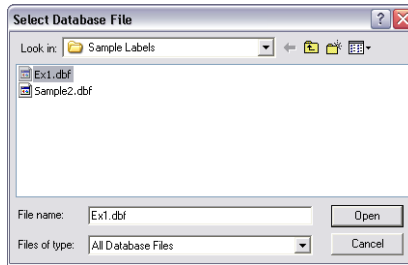 Select Database File
Look in: Sample Labels
Ex1.dbf
Sample2.dbf
File name: Ex1.dbf Open
Files of type: All Database Files Cancel